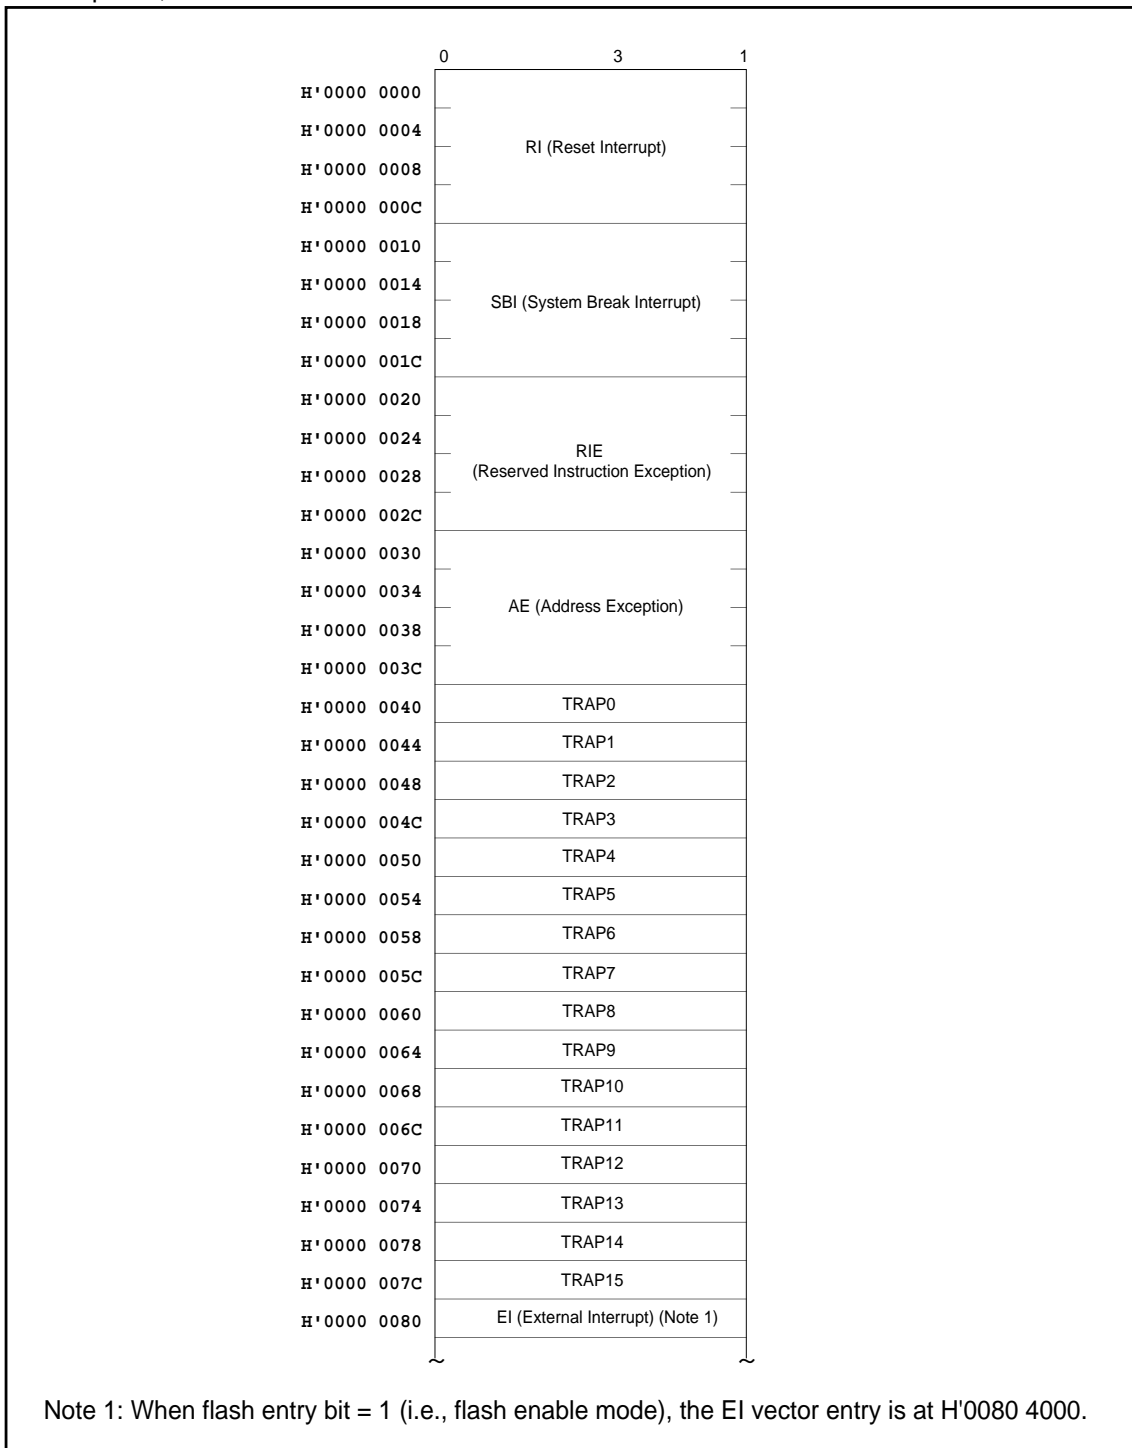 0 3 1
H'0000 0000
H'0000 0004
RI (Reset Interrupt)
H'0000 0008
H'0000 000C
H'0000 0010
H'0000 0014
SBI (System Break Interrupt)
H'0000 0018
H'0000 001C
H'0000 0020
H'0000 0024
RIE
(Reserved Instruction Exception)
H'0000 0028
H'0000 002C
H'0000 0030
H'0000 0034
AE (Address Exception)
H'0000 0038
H'0000 003C
H'0000 0040 TRAP0
H'0000 0044 TRAP1
H'0000 0048 TRAP2
H'0000 004C TRAP3
H'0000 0050 TRAP4
H'0000 0054 TRAP5
H'0000 0058 TRAP6
H'0000 005C TRAP7
H'0000 0060 TRAP8
H'0000 0064 TRAP9
H'0000 0068 TRAP10
H'0000 006C TRAP11
H'0000 0070 TRAP12
H'0000 0074 TRAP13
H'0000 0078 TRAP14
H'0000 007C TRAP15
H'0000 0080 EI (External Interrupt) (Note 1)
~ ~
Note 1: When flash entry bit = 1 (i.e., flash enable mode), the EI vector entry is at H'0080 4000.